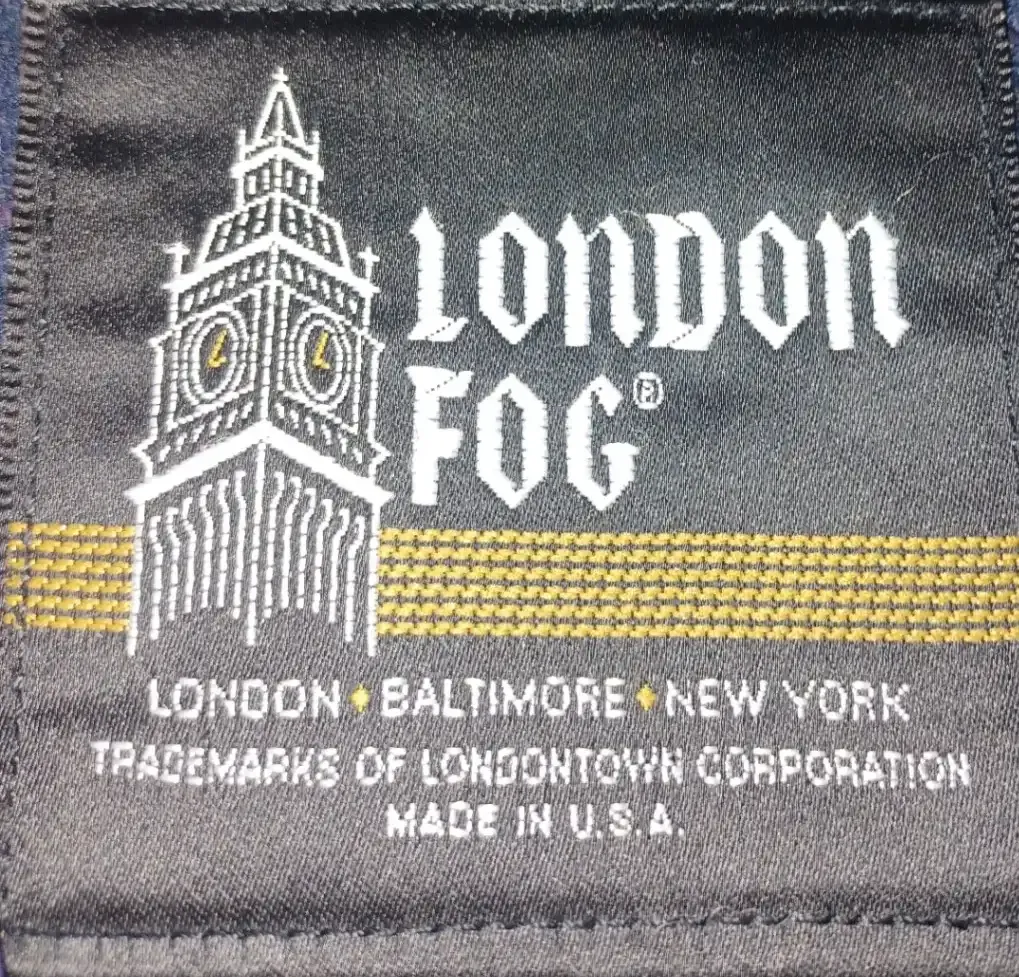 LONDON
FOG®
LONDON♦BALTIMORE♦NEW YORK
TRADEMARKS OF LONDONTOWN CORPORATION
MADE IN U.S.A.